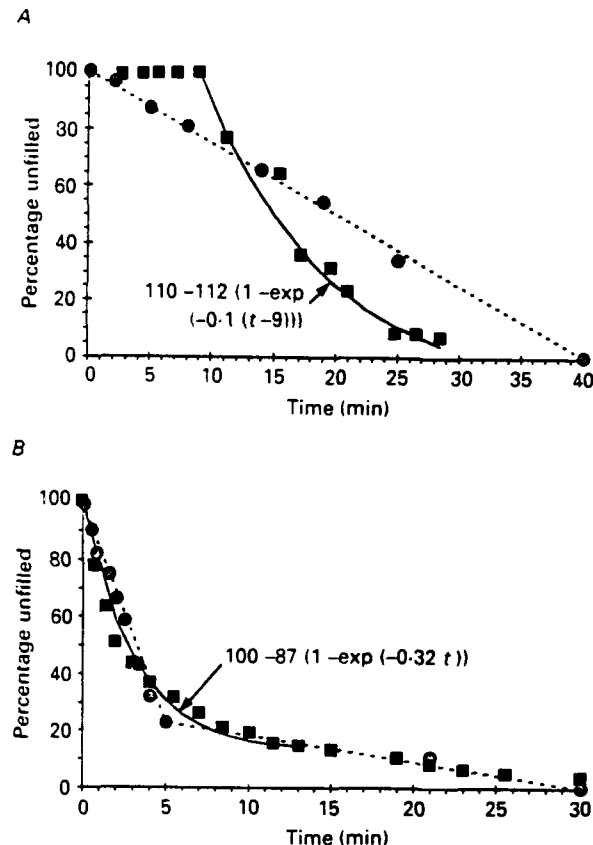 A
100
30
60
40
20
0
Percentage unfilled
110 –112 (1 –exp
(–0·1 (t –9)))
0 5 10 15 20 25 30 35 40
Time (min)
B
100
80
60
40
20
0
Percentage unfilled
100 –87 (1 –exp (–0·32 t))
0 5 10 15 20 25 30
Time (min)